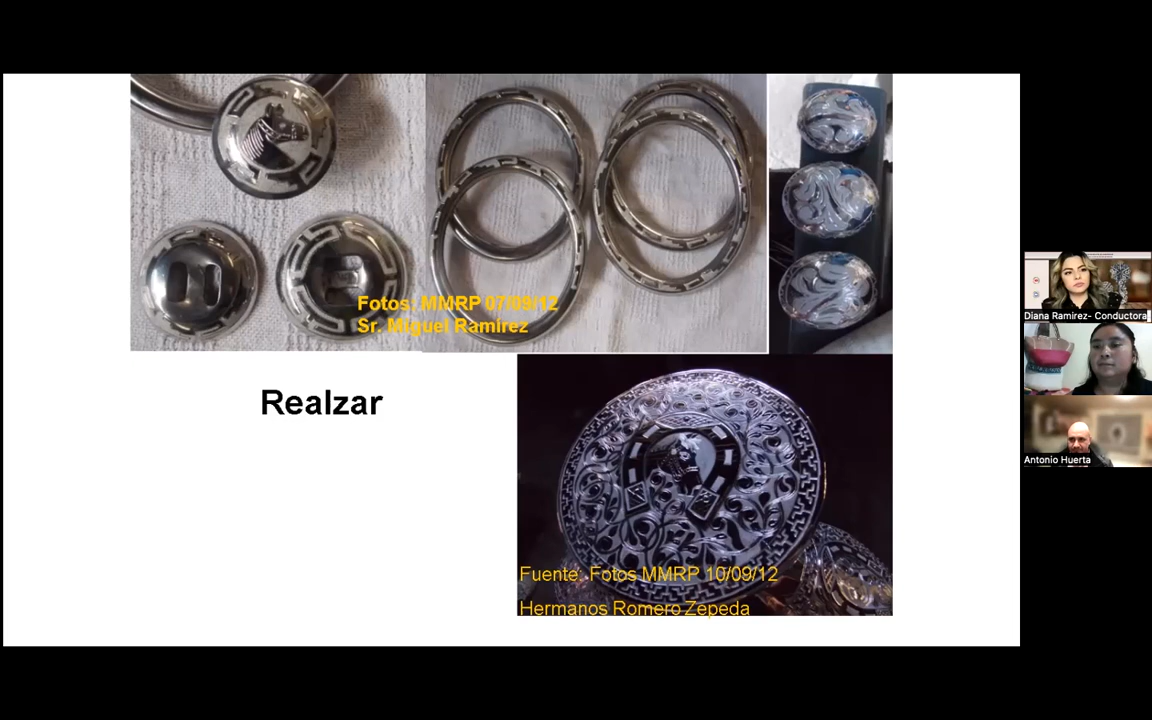 Fotos: MMRP 07/09/12
Sr. Miguel Ramírez
Realzar
Fuente: Fotos MMRP 10/09/12
Hermanos Romero Zepeda
Diana Ramirez- Conductora
Antonio Huerta